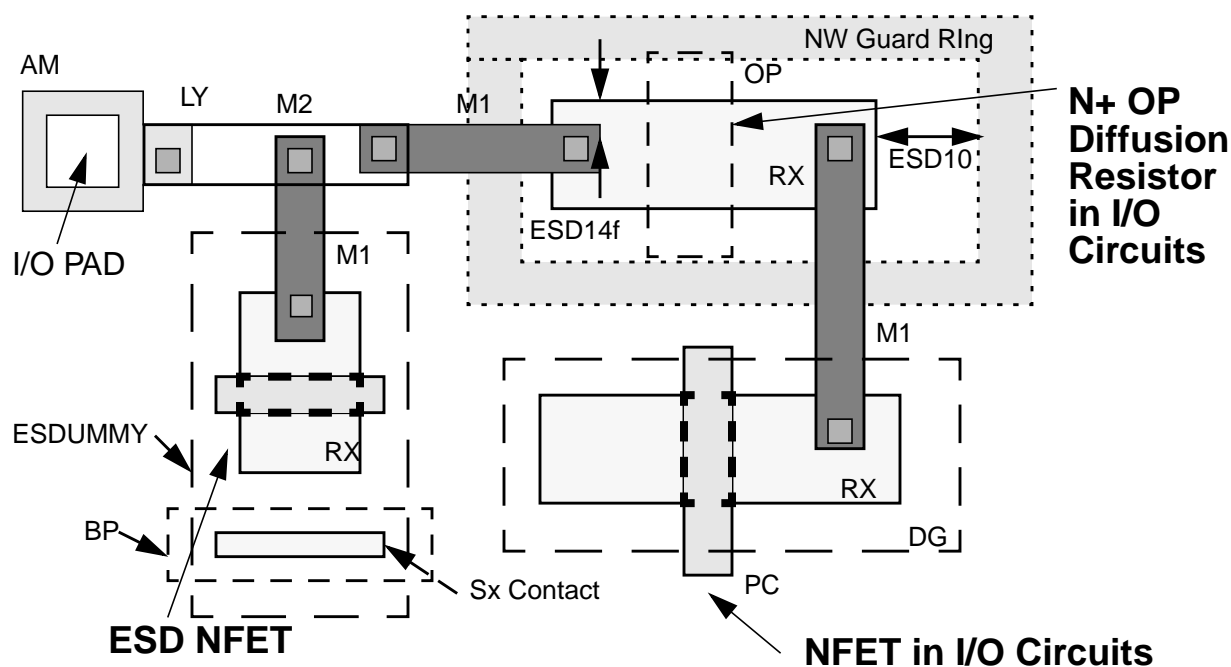 NW Guard RIng
AM
OP
LY
M2
M1
N+ OP
Diffusion
Resistor
in I/O
Circuits
ESD10
RX
ESD14f
I/O PAD
M1
M1
ESDUMMY
RX
RX
BP
DG
Sx Contact
PC
ESD NFET
NFET in I/O Circuits